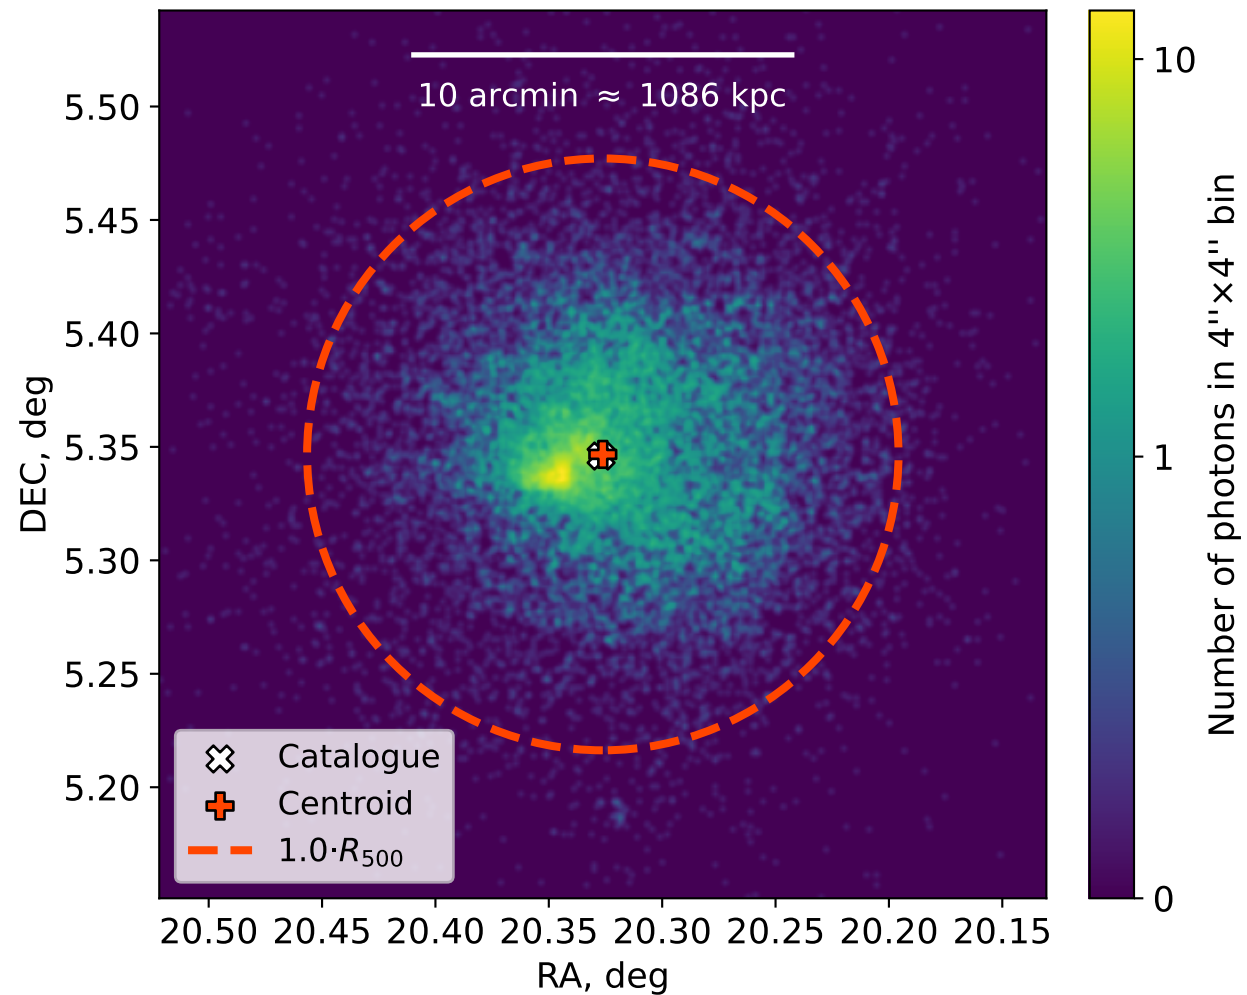 10 arcmin ≈ 1086 kpc
5.50
5.45
5.40
5.35
5.30
5.25
5.20
DEC, deg
Catalogue
Centroid
1.0·R500
20.50 20.45 20.40 20.35 20.30 20.25 20.20 20.15
RA, deg
10
1
0
Number of photons in 4''×4'' bin